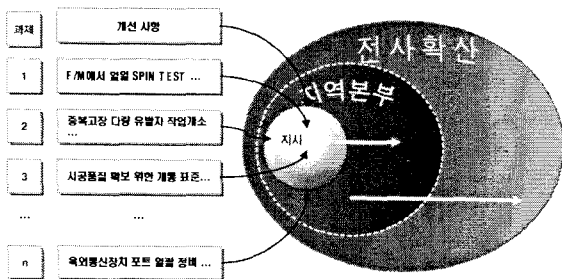 과제 개선 사항
1 F/M에서 일일 SPIN TEST ...
2 중복고장 다량 유발자 작업개소
...
3 시공품질 확보 위한 개통 표준...
... ...
n 옥외통신장치 포트 일괄 정비 ...
전사확산
지역본부
지사